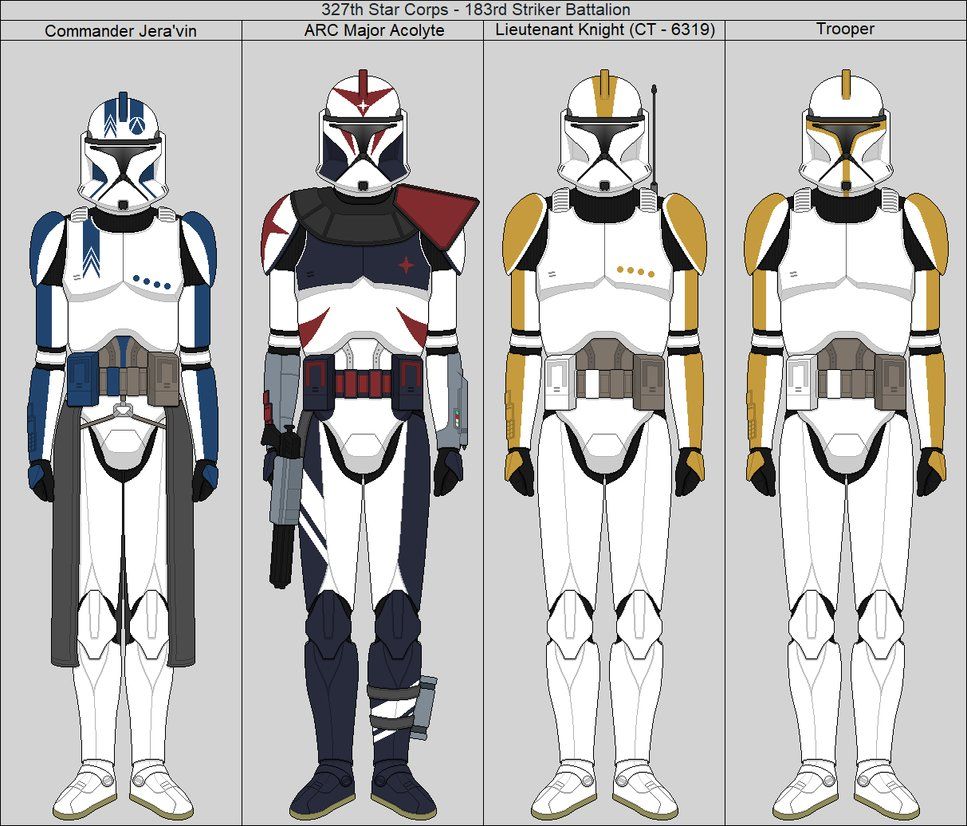 327th Star Corps - 183rd Striker Battalion
Commander Jera'vin
ARC Major Acolyte
Lieutenant Knight (CT - 6319)
Trooper